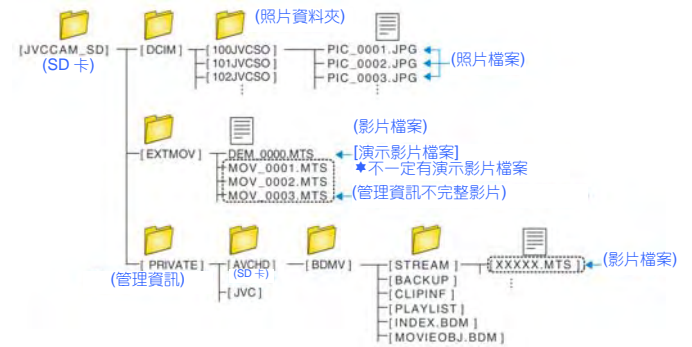 (照片資料夾)
[JVCCAM_SD]
(SD 卡)
[DCIM]
[100JVCSO]
[101JVCSO]
[102JVCSO]
PIC_0001.JPG
PIC_0002.JPG
PIC_0003.JPG
(照片檔案)
(影片檔案)
[EXTMOV]
DEM_0000.MTS
[演示影片檔案]
MOV_0001.MTS
✱不一定有演示影片檔案
MOV_0002.MTS
MOV_0003.MTS
(管理資訊不完整影片)
[PRIVATE]
(管理資訊)
[AVCHD]
(SD 卡)
[JVC]
[BDMV]
[STREAM]
[BACKUP]
[CLIPINF]
[PLAYLIST]
[INDEX.BDM]
[MOVIEOBJ.BDM]
[XXXXX.MTS]
(影片檔案)